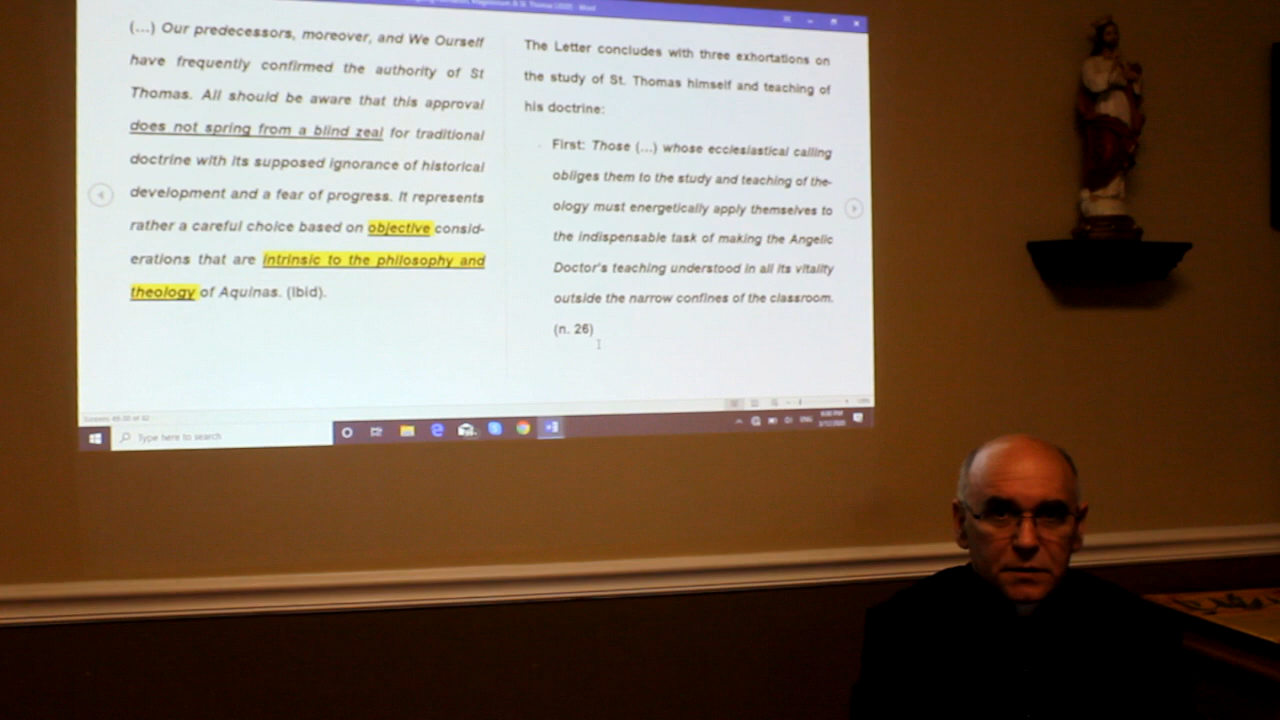 (...) Our predecessors, moreover, and We Ourself
have frequently confirmed the authority of St
Thomas. All should be aware that this approval
does not spring from a blind zeal for traditional
doctrine with its supposed ignorance of historical
development and a fear of progress. It represents
rather a careful choice based on objective consid-
erations that are intrinsic to the philosophy and
theology of Aquinas. (Ibid).
The Letter concludes with three exhortations on
the study of St. Thomas himself and teaching of
his doctrine:
First: Those (...) whose ecclesiastical calling
obliges them to the study and teaching of the-
ology must energetically apply themselves to
the indispensable task of making the Angelic
Doctor's teaching understood in all its vitality
outside the narrow confines of the classroom.
(n. 26)
Type here to search